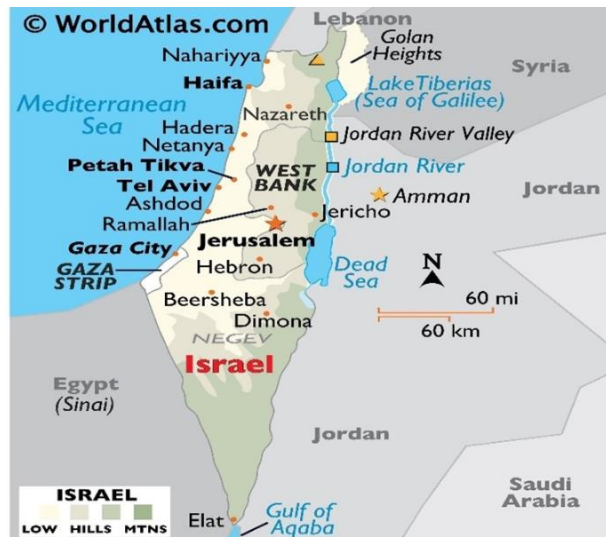 © WorldAtlas.com
Lebanon
Golan
Heights
Syria
Nahariyya
Haifa
Mediterranean
Sea
Lake Tiberias
(Sea of Galilee)
Nazareth
Hadera
Netanya
Jordan River Valley
Petah Tikva
WEST
BANK
Jordan River
Tel Aviv
Ashdod
Amman
Jordan
Ramallah
Jericho
Jerusalem
Gaza City
GAZA
STRIP
Hebron
Dead
Sea
N
Beersheba
60 mi
60 km
Dimona
NEGEV
Israel
Egypt
(Sinai)
Jordan
Saudi
Arabia
ISRAEL
LOW HILLS MTNS
Elat
Gulf of
Aqaba